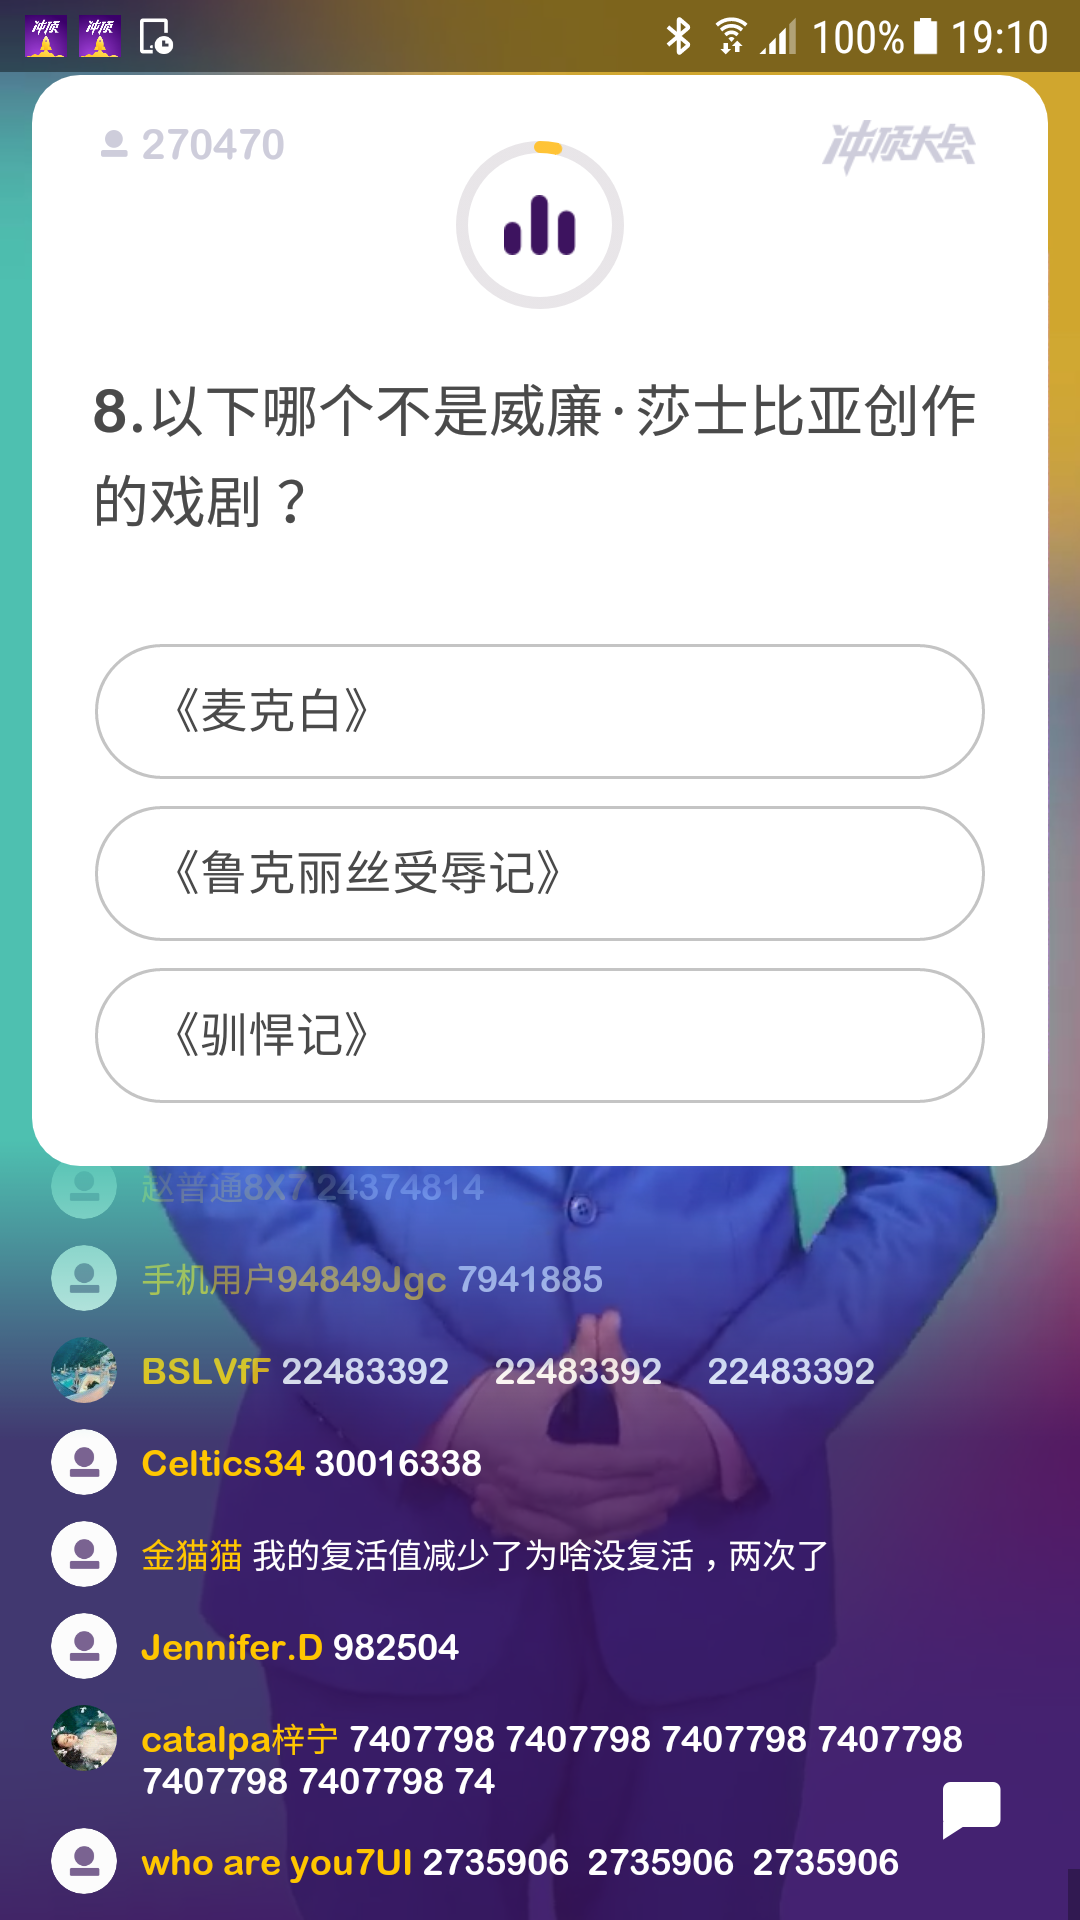 冲顶 冲顶 100% 19:10
270470 冲顶大会
8.以下哪个不是威廉·莎士比亚创作
的戏剧？
《麦克白》
《鲁克丽丝受辱记》
《驯悍记》
赵普通8X7 24374814
手机用户94849Jgc 7941885
BSLVfF 22483392 22483392 22483392
Celtics34 30016338
金猫猫 我的复活值减少了为啥没复活，两次了
Jennifer.D 982504
catalpa梓宁 7407798 7407798 7407798 7407798
7407798 7407798 74
who are you7UI 2735906 2735906 2735906